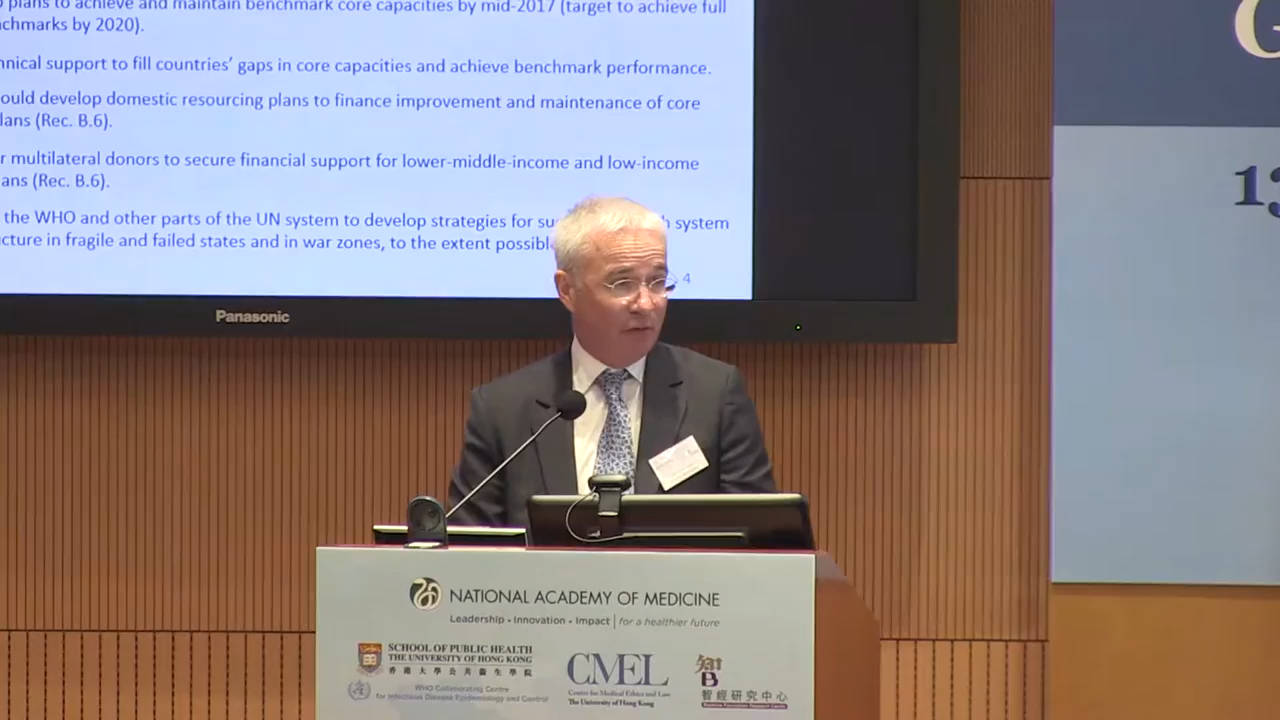 plans to achieve and maintain benchmark core capacities by mid-2017 (target to achieve full
chmarks by 2020).
nnical support to fill countries' gaps in core capacities and achieve benchmark performance.
ould develop domestic resourcing plans to finance improvement and maintenance of core
lans (Rec. B.6).
r multilateral donors to secure financial support for lower-middle-income and low-income
ans (Rec. B.6).
the WHO and other parts of the UN system to develop strategies for su h system
cture in fragile and failed states and in war zones, to the extent possibl
4
Panasonic
G
13
NATIONAL ACADEMY OF MEDICINE
Leadership • Innovation • Impact | for a healthier future
SCHOOL OF PUBLIC HEALTH
THE UNIVERSITY OF HONG KONG
香港大學公共衞生學院
WHO Collaborating Centre
for Infectious Disease Epidemiology and Control
CMEL
Centre for Medical Ethics and Law
The University of Hong Kong
智經研究中心
Bauhinia Foundation Research Centre